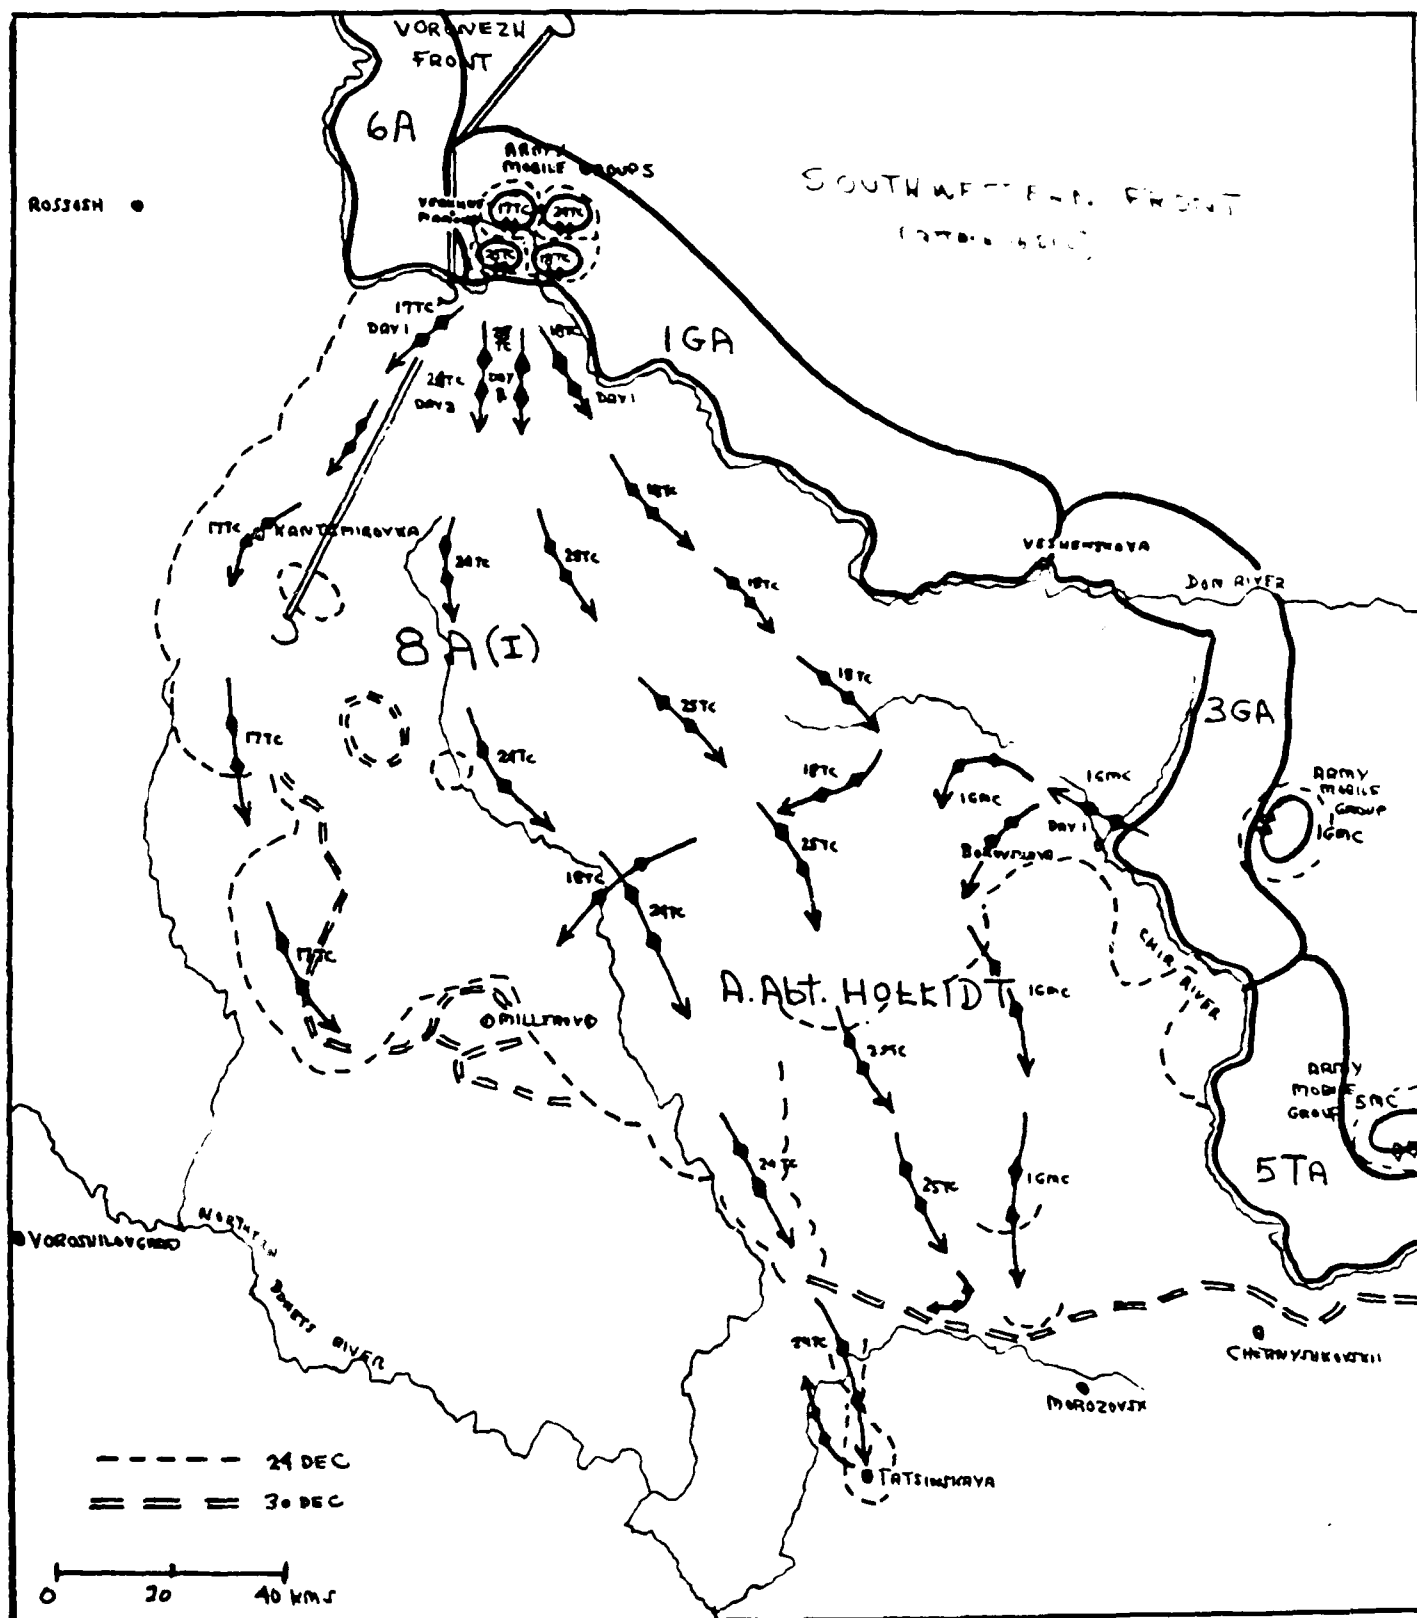 VORONEZH
FRONT
6A
ARMY
MOBILE GROUPS
SOUTHWESTERN FRONT
ROSSOSH
17TC
24TC
25TC
18TC
17TC
DAY 1
24TC
DAY 2
25
TC
DAY
2
18TC
DAY 1
1GA
18TC
17TC
KANTEMIROVKA
24TC
25TC
18TC
VESHENSKAYA
DON RIVER
8A(I)
18TC
3GA
25TC
17TC
24TC
18TC
1GMC
1GMC
DAY 1
ARMY
MOBILE
GROUP
1GMC
25TC
18TC
24TC
17TC
CHIR RIVER
A.Abt. HOLLIDT
1GMC
MILLEROVO
25TC
ARMY
MOBILE
GROUP
5MC
5TA
24TC
25TC
1GMC
VOROSHILOVGRAD
NORTHERN
DONETS RIVER
24TC
CHERNYSHKOVSKII
MOROZOVSK
TATSINSKAYA
24 DEC
30 DEC
0 20 40 kms